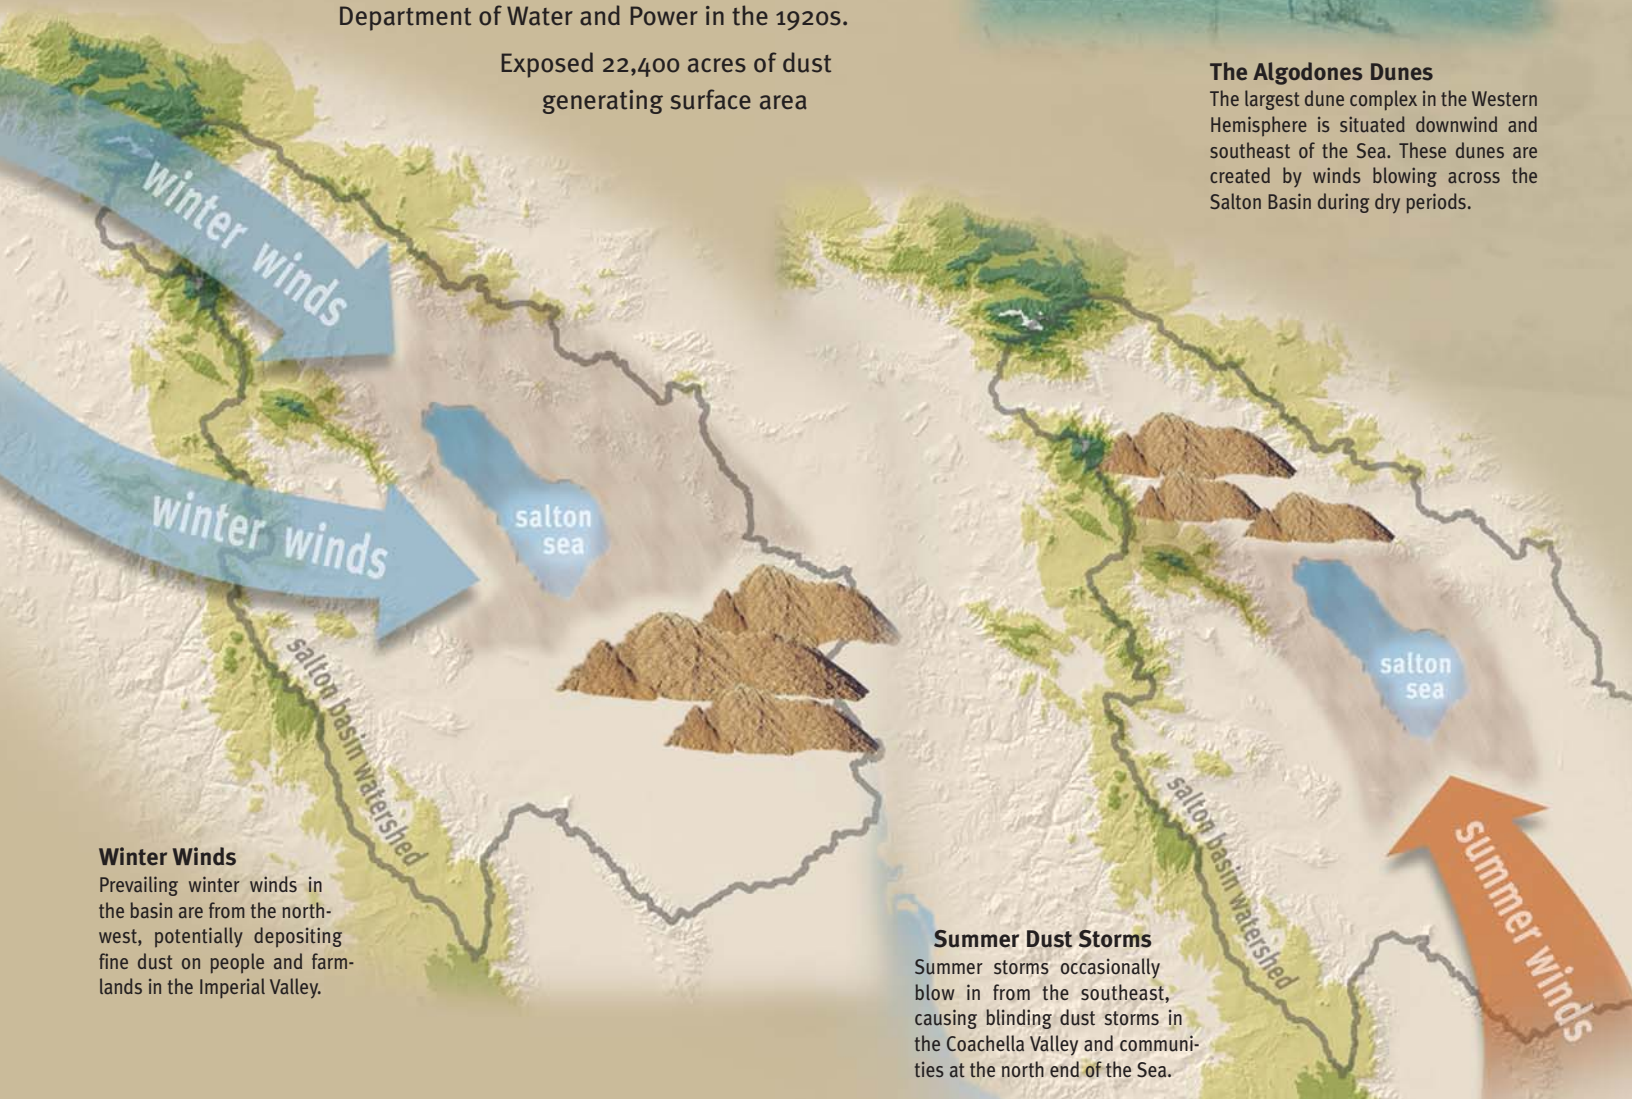 Department of Water and Power in the 1920s.
Exposed 22,400 acres of dust
generating surface area
The Algodones Dunes
The largest dune complex in the Western
Hemisphere is situated downwind and
southeast of the Sea. These dunes are
created by winds blowing across the
Salton Basin during dry periods.
winter winds
winter winds
salton
sea
salton basin watershed
Winter Winds
Prevailing winter winds in
the basin are from the north-
west, potentially depositing
fine dust on people and farm-
lands in the Imperial Valley.
salton
sea
salton basin watershed
summer winds
Summer Dust Storms
Summer storms occasionally
blow in from the southeast,
causing blinding dust storms in
the Coachella Valley and communi-
ties at the north end of the Sea.